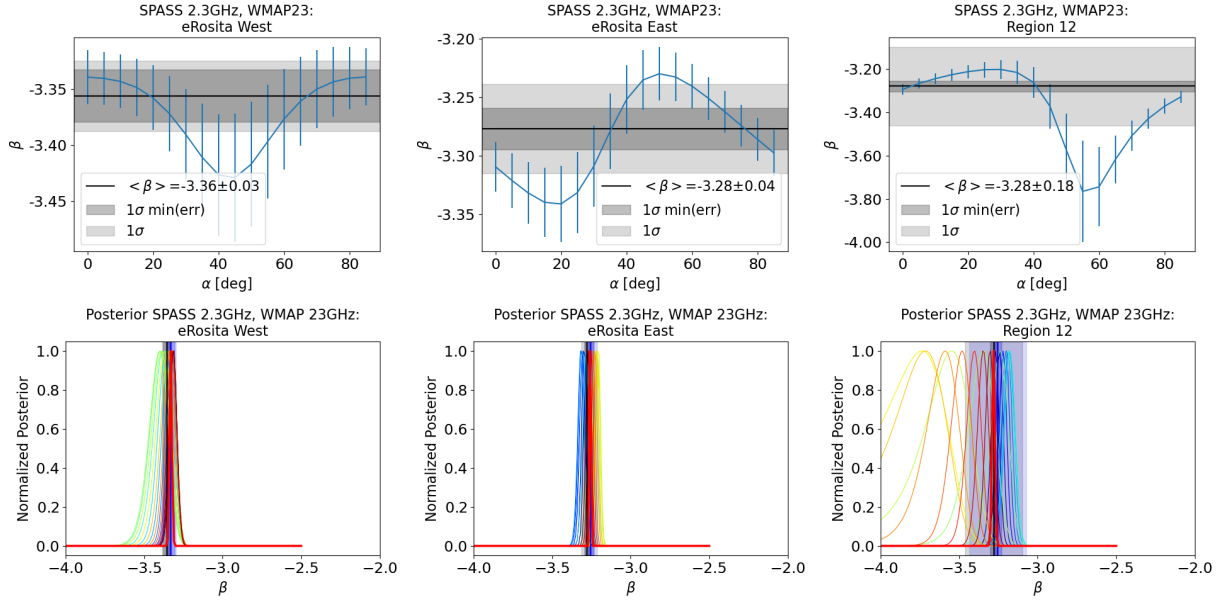 SPASS 2.3GHz, WMAP23:
eRosita West
−3.35
−3.40
−3.45
β
< β >=-3.36±0.03
1σ min(err)
1σ
0 20 40 60 80
α [deg]
SPASS 2.3GHz, WMAP23:
eRosita East
−3.20
−3.25
−3.30
−3.35
β
< β >=-3.28±0.04
1σ min(err)
1σ
0 20 40 60 80
α [deg]
SPASS 2.3GHz, WMAP23:
Region 12
−3.20
−3.40
−3.60
−3.80
−4.00
β
< β >=-3.28±0.18
1σ min(err)
1σ
0 20 40 60 80
α [deg]
Posterior SPASS 2.3GHz, WMAP 23GHz:
eRosita West
1.0
0.8
0.6
0.4
0.2
0.0
Normalized Posterior
−4.0 −3.5 −3.0 −2.5 −2.0
β
Posterior SPASS 2.3GHz, WMAP 23GHz:
eRosita East
1.0
0.8
0.6
0.4
0.2
0.0
Normalized Posterior
−4.0 −3.5 −3.0 −2.5 −2.0
β
Posterior SPASS 2.3GHz, WMAP 23GHz:
Region 12
1.0
0.8
0.6
0.4
0.2
0.0
Normalized Posterior
−4.0 −3.5 −3.0 −2.5 −2.0
β